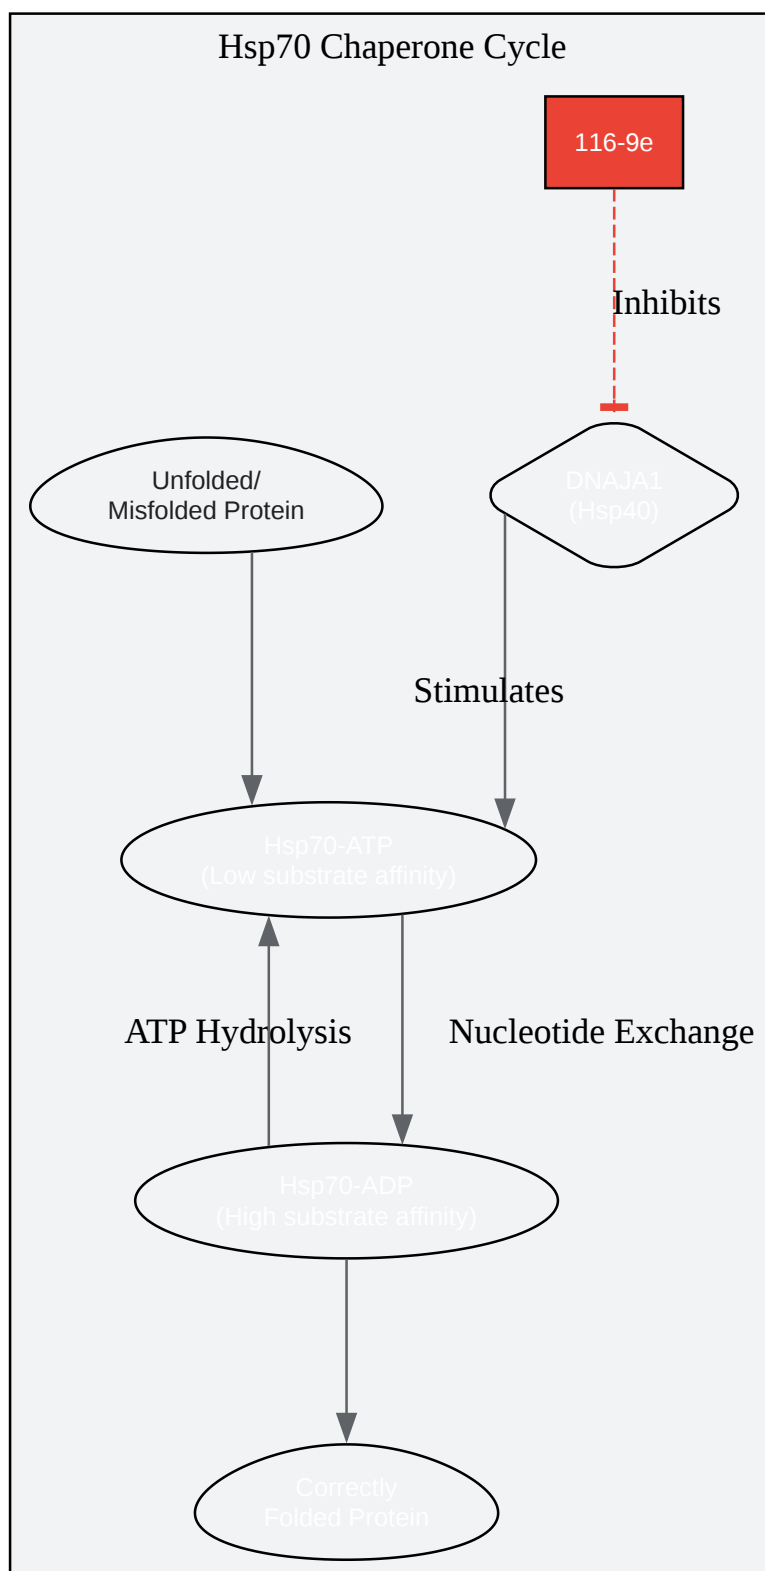 Hsp70 Chaperone Cycle
116-9e
Inhibits
Unfolded/
Misfolded Protein
DNAJA1
(Hsp40)
Stimulates
Hsp70-ATP
(Low substrate affinity)
ATP Hydrolysis
Nucleotide Exchange
Hsp70-ADP
(High substrate affinity)
Correctly
Folded Protein